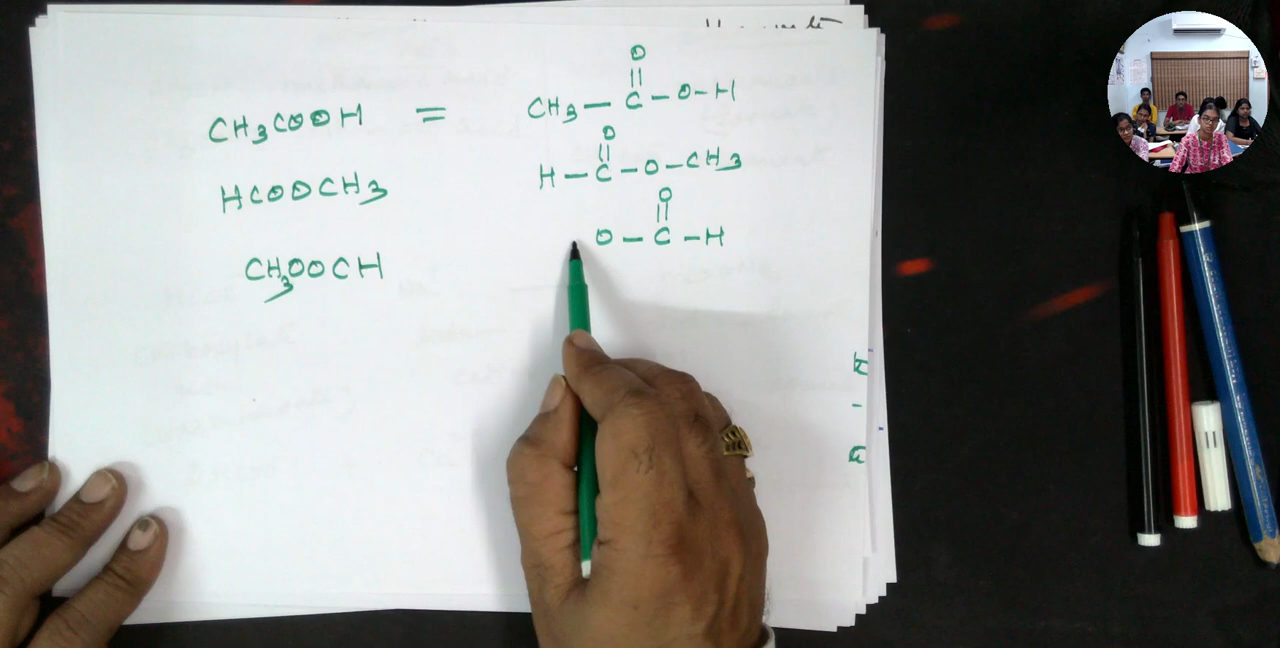 CH3COOH = CH3 — C — O — H
O
||
HCOOCH3 H — C — O — CH3
O
||
CH3OOCH O — C — H
O
||